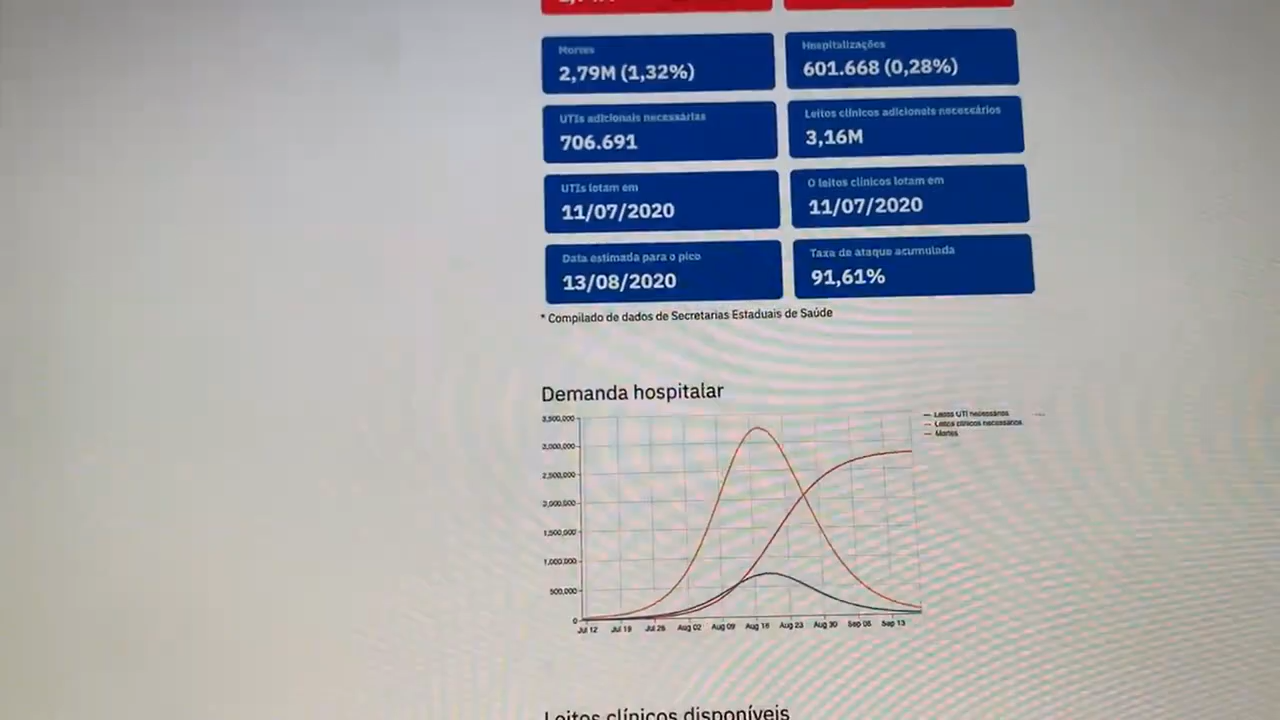 Mortes
2,79M (1,32%)
Hospitalizações
601.668 (0,28%)
UTIs adicionais necessárias
706.691
Leitos clínicos adicionais necessários
3,16M
UTIs lotam em
11/07/2020
O leitos clínicos lotam em
11/07/2020
Data estimada para o pico
13/08/2020
Taxa de ataque acumulada
91,61%
* Compilado de dados de Secretarias Estaduais de Saúde
Demanda hospitalar
Leitos UTI necessários
Leitos clínicos necessários
Mortes
3,500,000
3,000,000
2,500,000
2,000,000
1,500,000
1,000,000
500,000
0
Jul 12 Jul 19 Jul 26 Aug 02 Aug 09 Aug 16 Aug 23 Aug 30 Sep 06 Sep 13
Leitos clínicos disponíveis